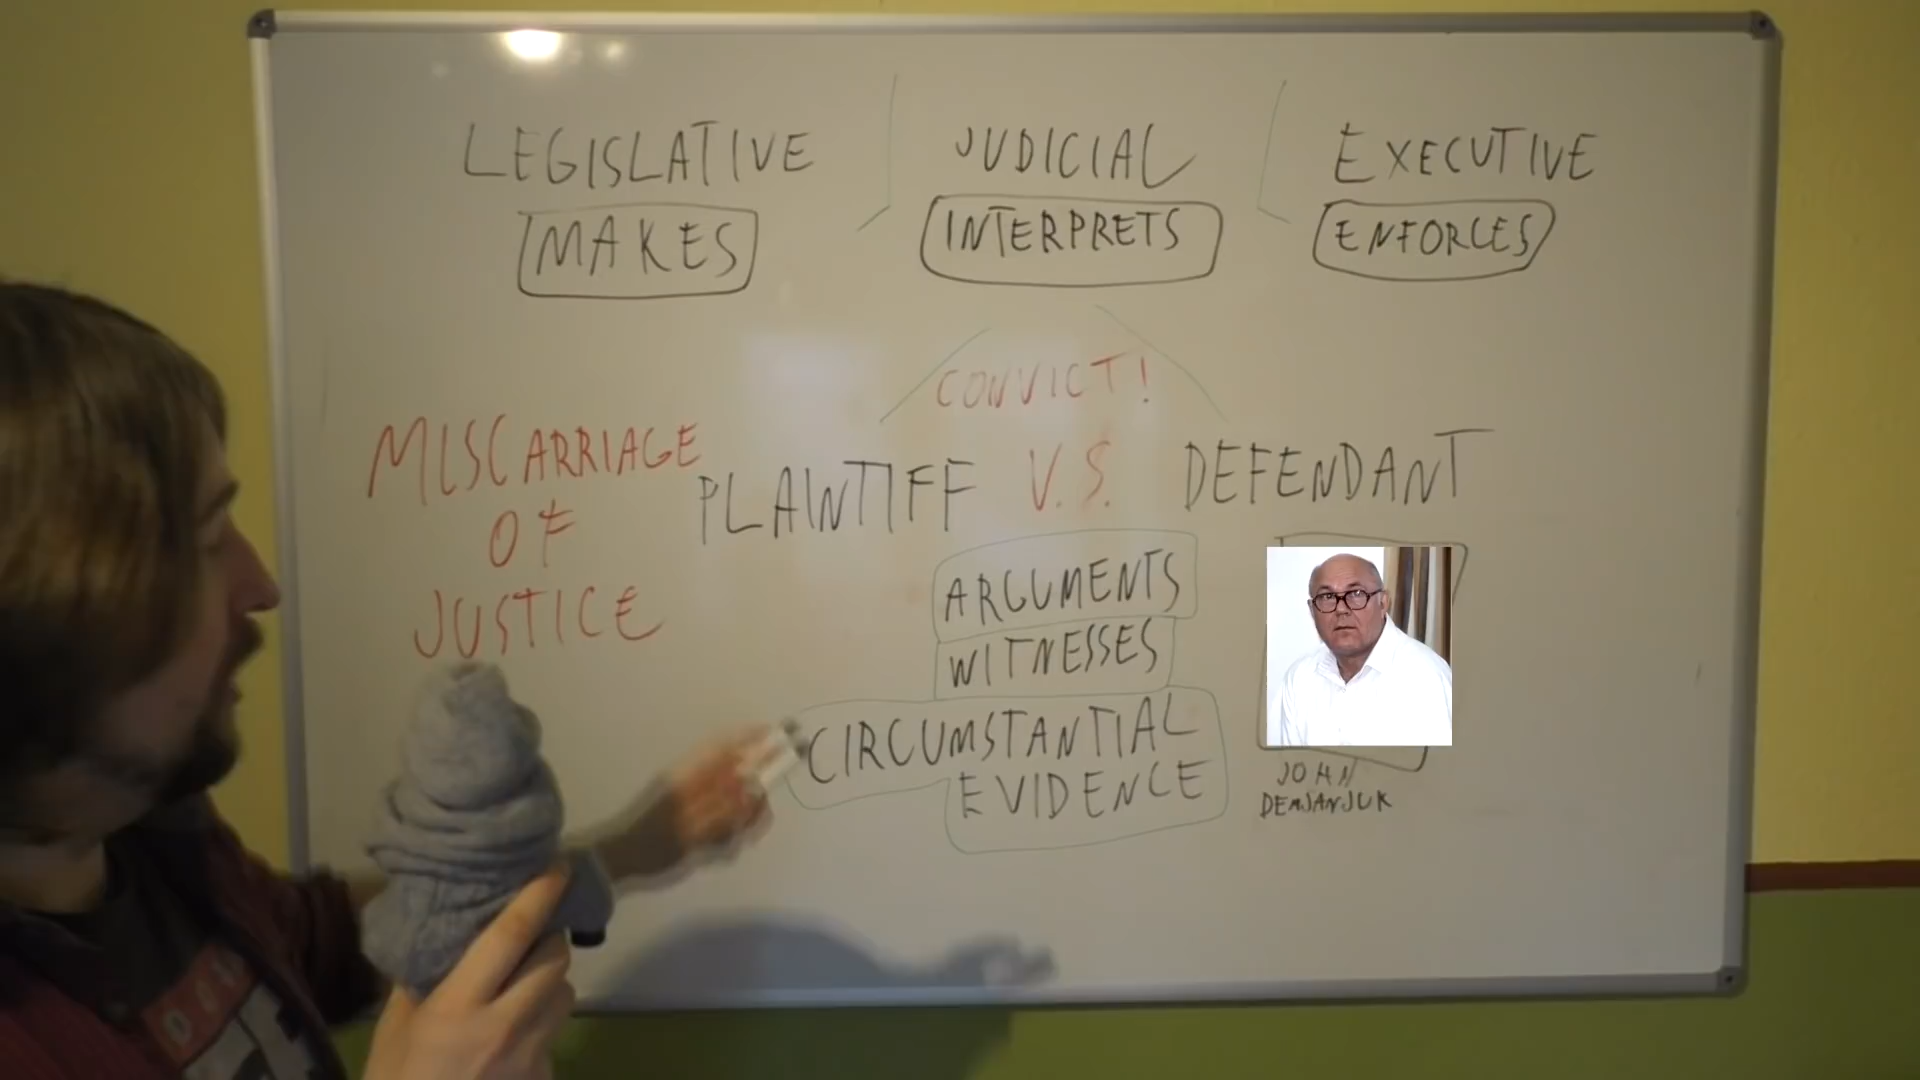 LEGISLATIVE
JUDICIAL
EXECUTIVE
MAKES
INTERPRETS
ENFORCES
CONVICT!
MISCARRIAGE
OF
JUSTICE
PLAINTIFF
V.S.
DEFENDANT
ARGUMENTS
WITNESSES
CIRCUMSTANTIAL
EVIDENCE
JOHN
DEMJANJUK